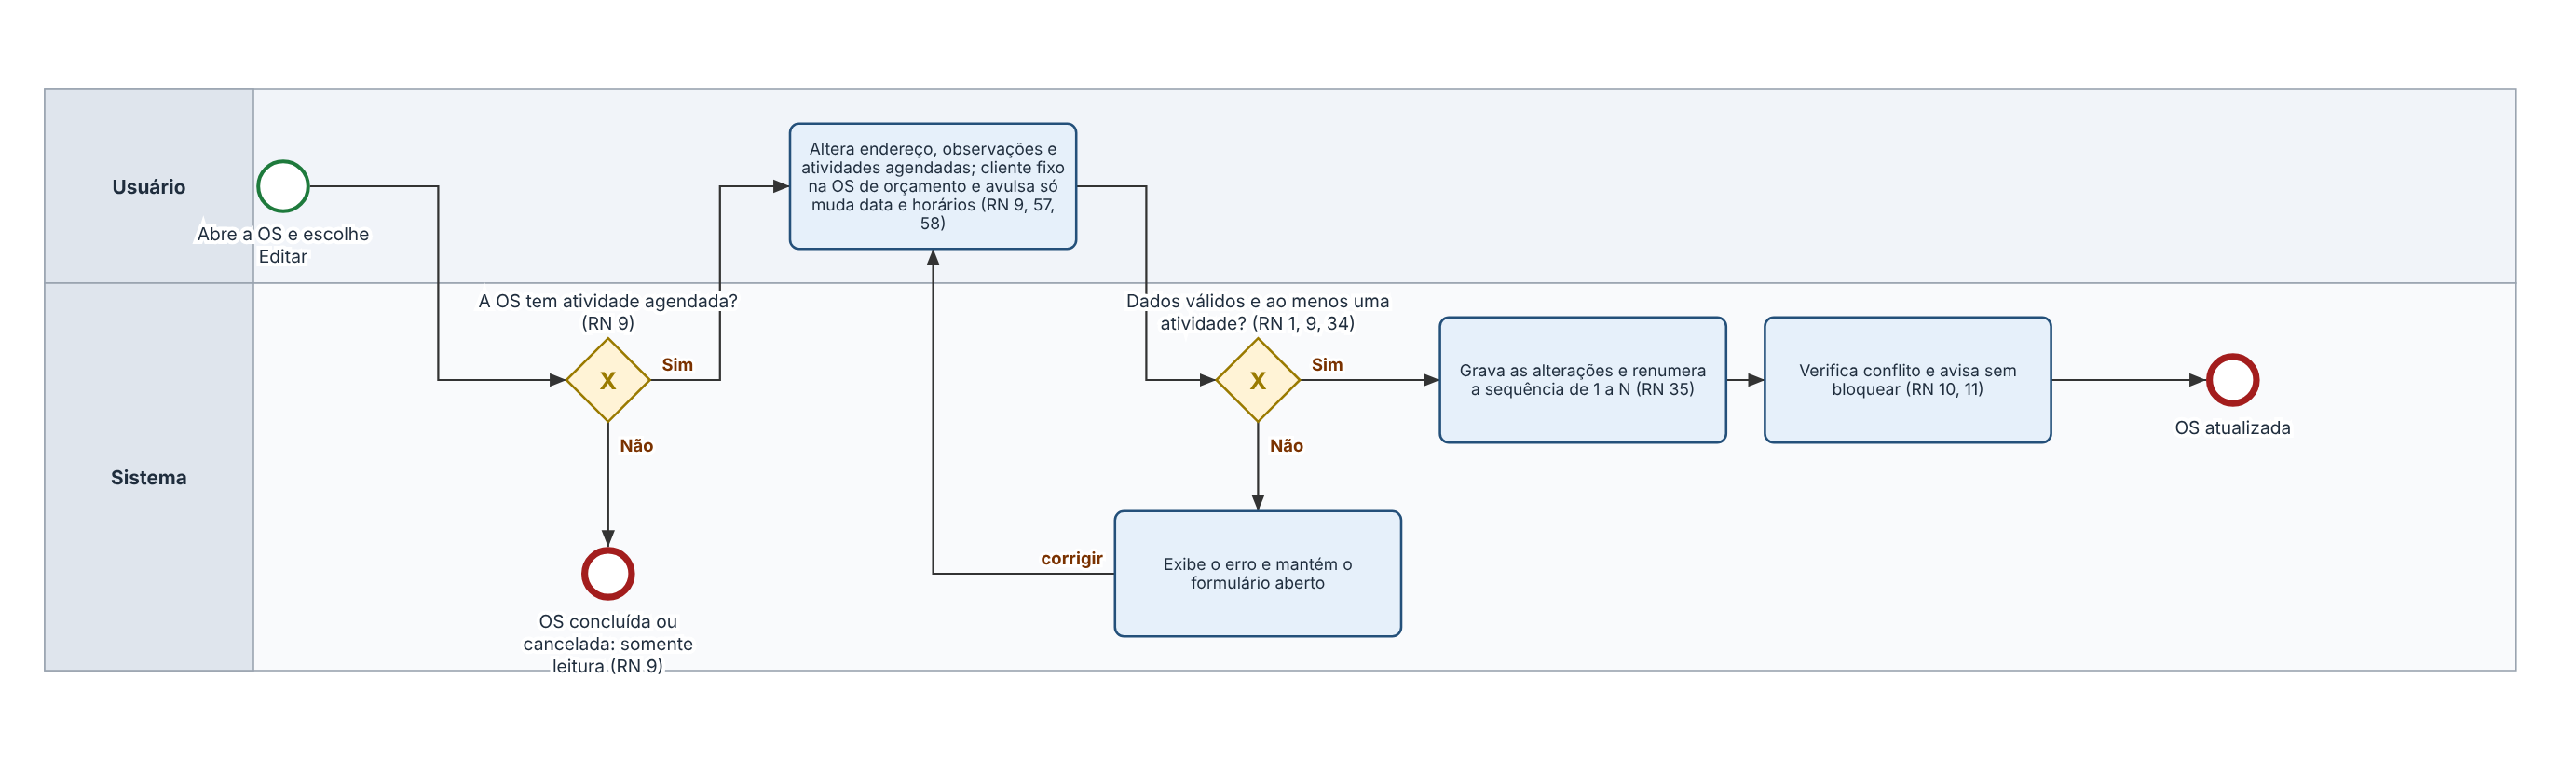 Usuário
Abre a OS e escolhe
Editar
Altera endereço, observações e
atividades agendadas; cliente fixo
na OS de orçamento e avulsa só
muda data e horários (RN 9, 57,
58)
Sistema
A OS tem atividade agendada?
(RN 9)
X
Sim
Não
OS concluída ou
cancelada: somente
leitura (RN 9)
Dados válidos e ao menos uma
atividade? (RN 1, 9, 34)
X
Sim
Não
corrigir
Exibe o erro e mantém o
formulário aberto
Grava as alterações e renumera
a sequência de 1 a N (RN 35)
Verifica conflito e avisa sem
bloquear (RN 10, 11)
OS atualizada